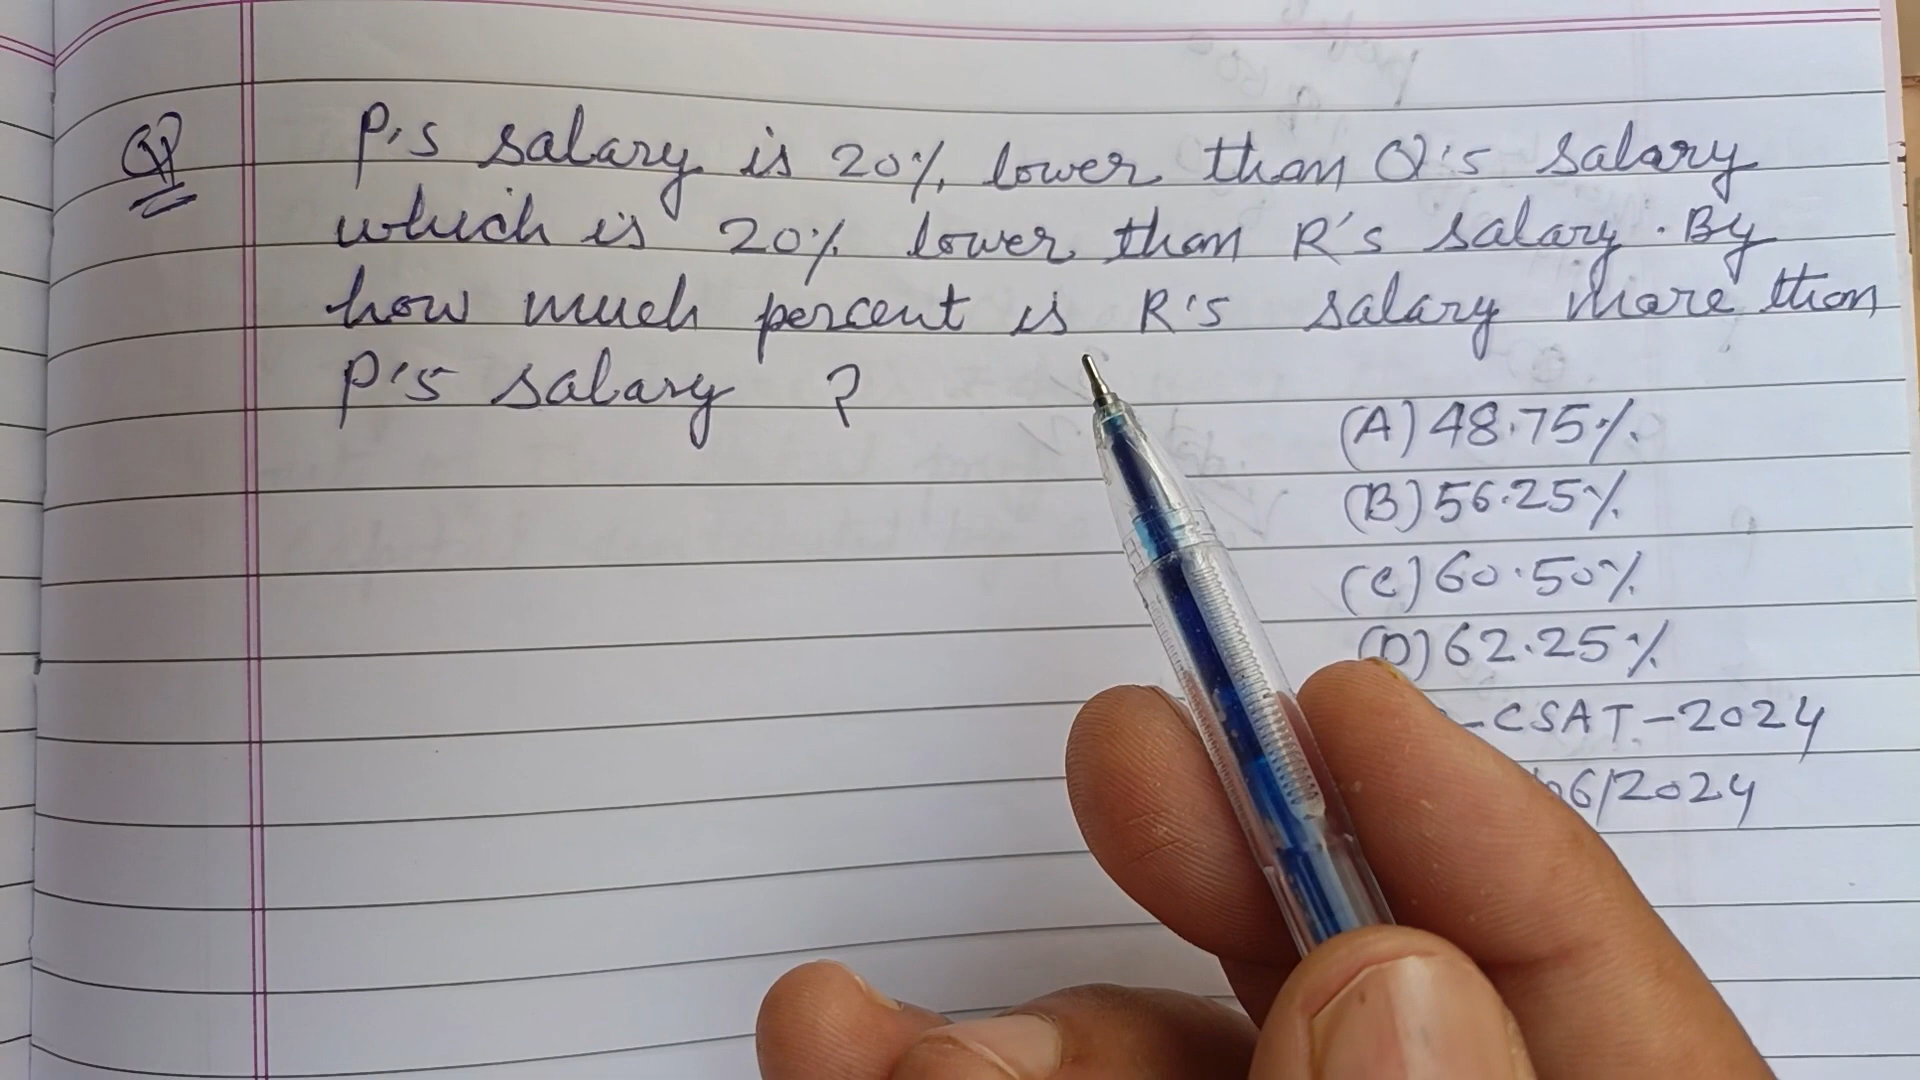 Q
P's salary is 20% lower than Q's salary
which is 20% lower than R's salary. By
how much percent is R's salary more than
P's salary ?
(A) 48.75%
(B) 56.25%
(C) 60.50%
(D) 62.25%
-CSAT-2024
06/2024